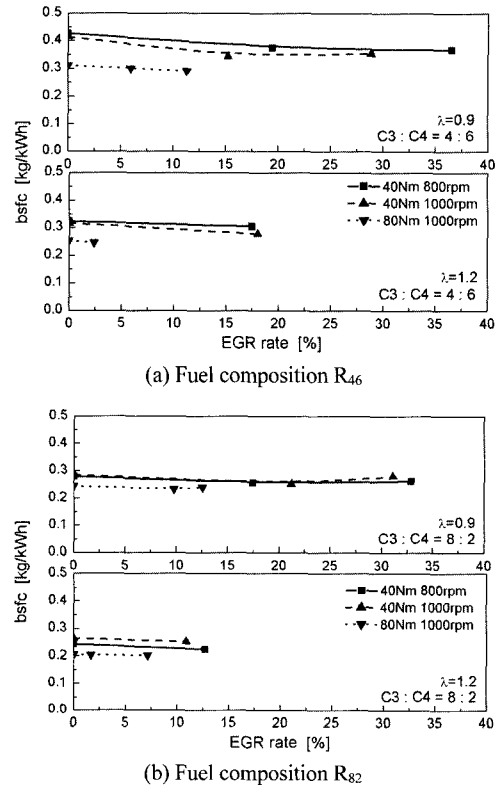 0.5
0.4
0.3
0.2
0.1
0.0
λ=0.9
C3 : C4 = 4 : 6
0 5 10 15 20 25 30 35 40
bsfc [kg/kWh]
0.5
0.4
0.3
0.2
0.1
0.0
40Nm 800rpm
40Nm 1000rpm
80Nm 1000rpm
λ=1.2
C3 : C4 = 4 : 6
0 5 10 15 20 25 30 35 40
EGR rate [%]
(a) Fuel composition R46
0.5
0.4
0.3
0.2
0.1
0.0
λ=0.9
C3 : C4 = 8 : 2
0 5 10 15 20 25 30 35 40
bsfc [kg/kWh]
0.5
0.4
0.3
0.2
0.1
0.0
40Nm 800rpm
40Nm 1000rpm
80Nm 1000rpm
λ=1.2
C3 : C4 = 8 : 2
0 5 10 15 20 25 30 35 40
EGR rate [%]
(b) Fuel composition R82